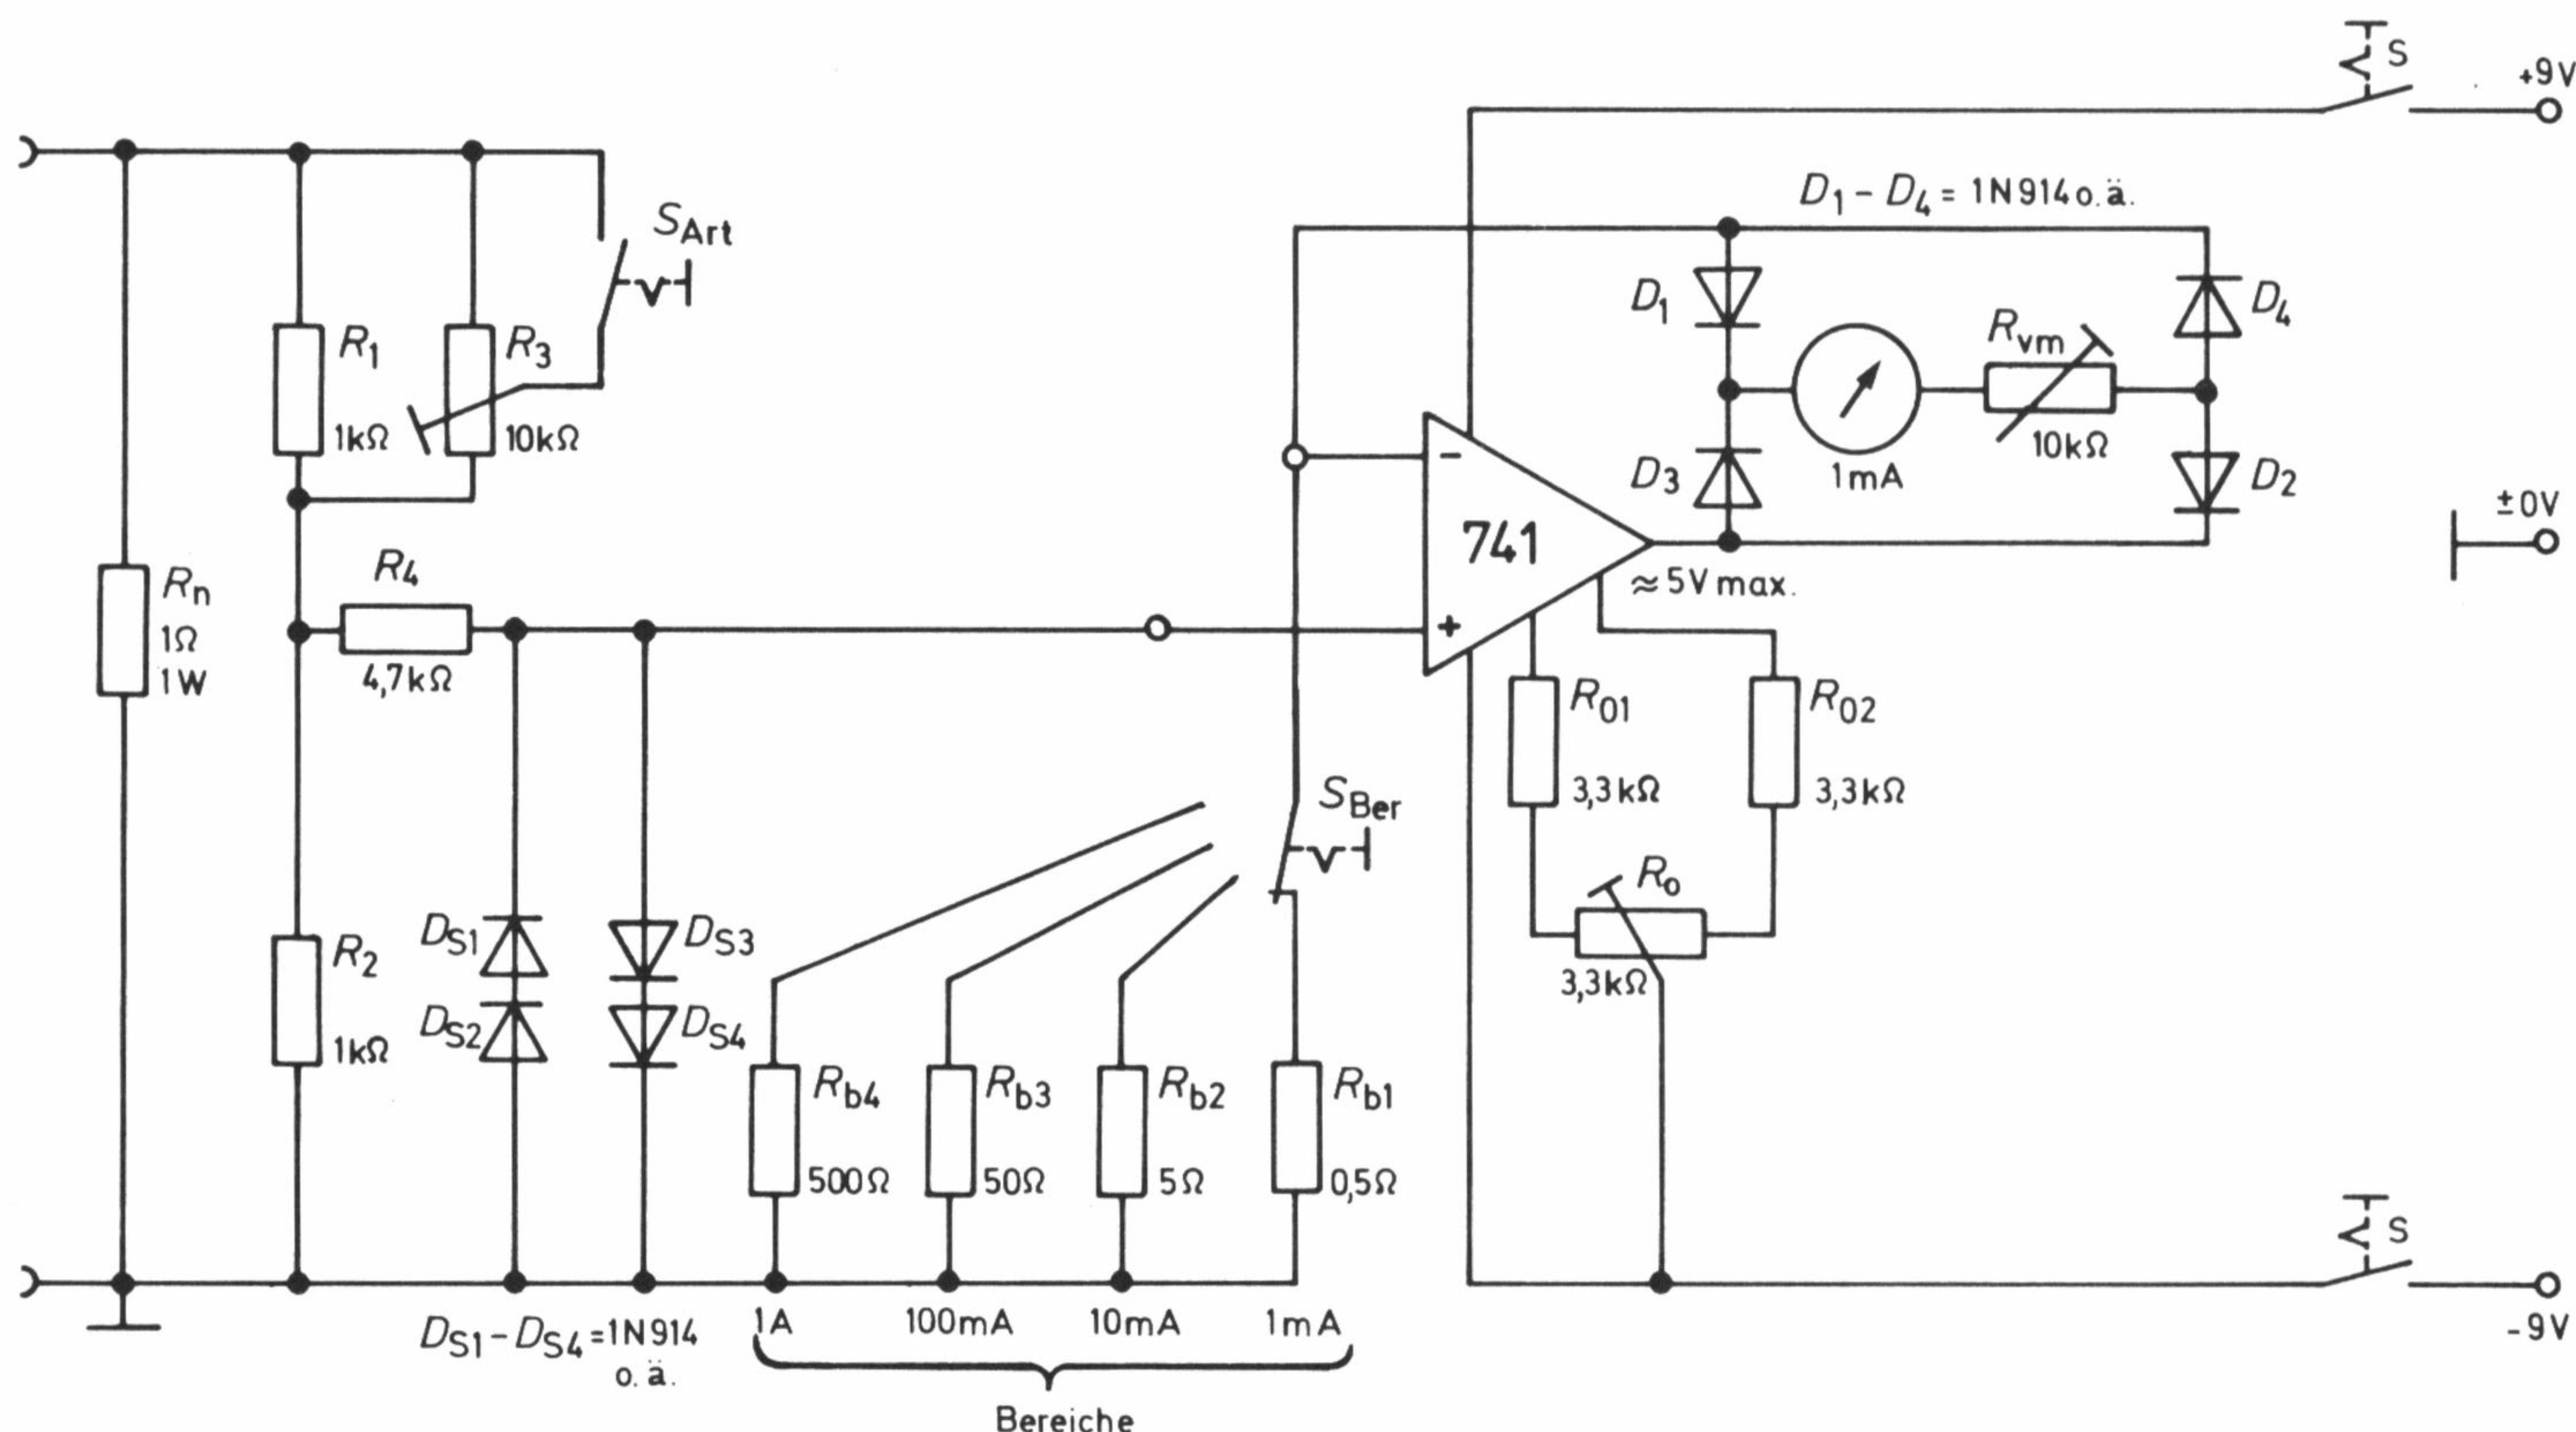 S
+9V
D1 – D4 = 1N914 o. ä.
SArt
D1
D4
R1
R3
Rvm
1kΩ
10kΩ
10kΩ
1mA
–
D3
D2
± 0V
741
≈ 5V max.
+
Rn
1Ω
1W
R4
4,7kΩ
R01
R02
3,3kΩ
3,3kΩ
SBer
Ro
3,3kΩ
DS1
DS3
R2
DS2
DS4
1kΩ
Rb4
Rb3
Rb2
Rb1
500Ω
50Ω
5Ω
0,5Ω
S
-9V
DS1 – DS4 = 1N914
o. ä.
1A
100mA
10mA
1mA
Bereiche